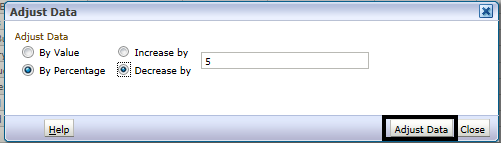 Adjust Data
Adjust Data
By Value Increase by
By Percentage Decrease by 5
Help Adjust Data Close